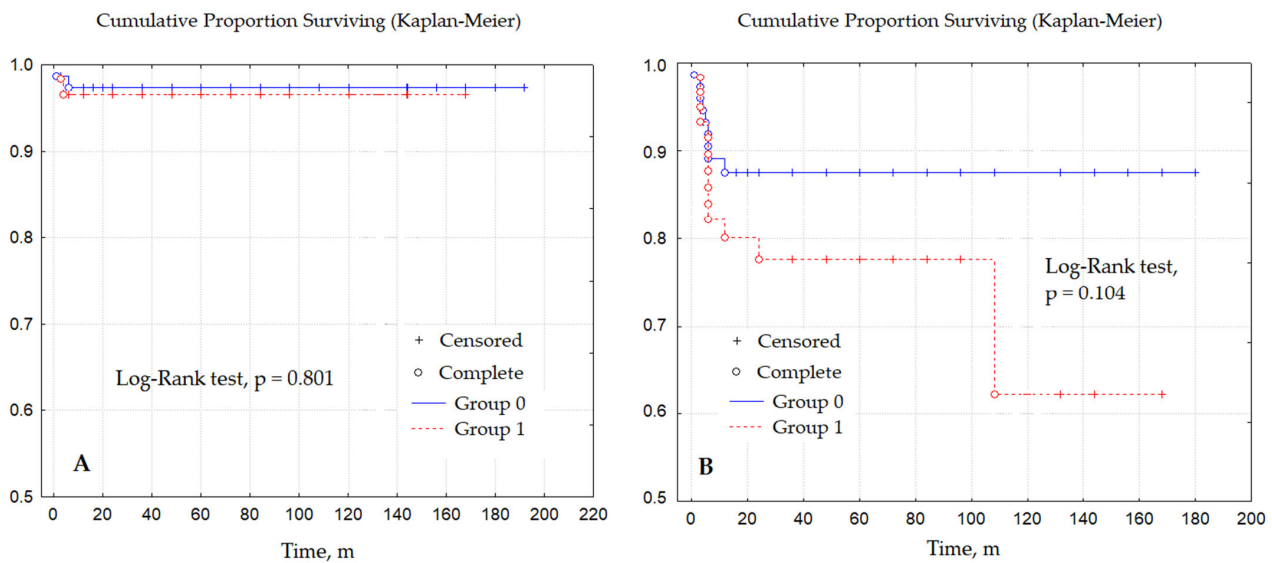 Cumulative Proportion Surviving (Kaplan-Meier)
1.0
0.9
0.8
0.7
0.6
0.5
Censored
Complete
Log-Rank test, p = 0.801
Group 0
Group 1
A
0 20 40 60 80 100 120 140 160 180 200 220
Time, m
Cumulative Proportion Surviving (Kaplan-Meier)
1.0
0.9
0.8
0.7
0.6
0.5
Log-Rank test,
p = 0.104
Censored
Complete
Group 0
Group 1
B
0 20 40 60 80 100 120 140 160 180 200
Time, m